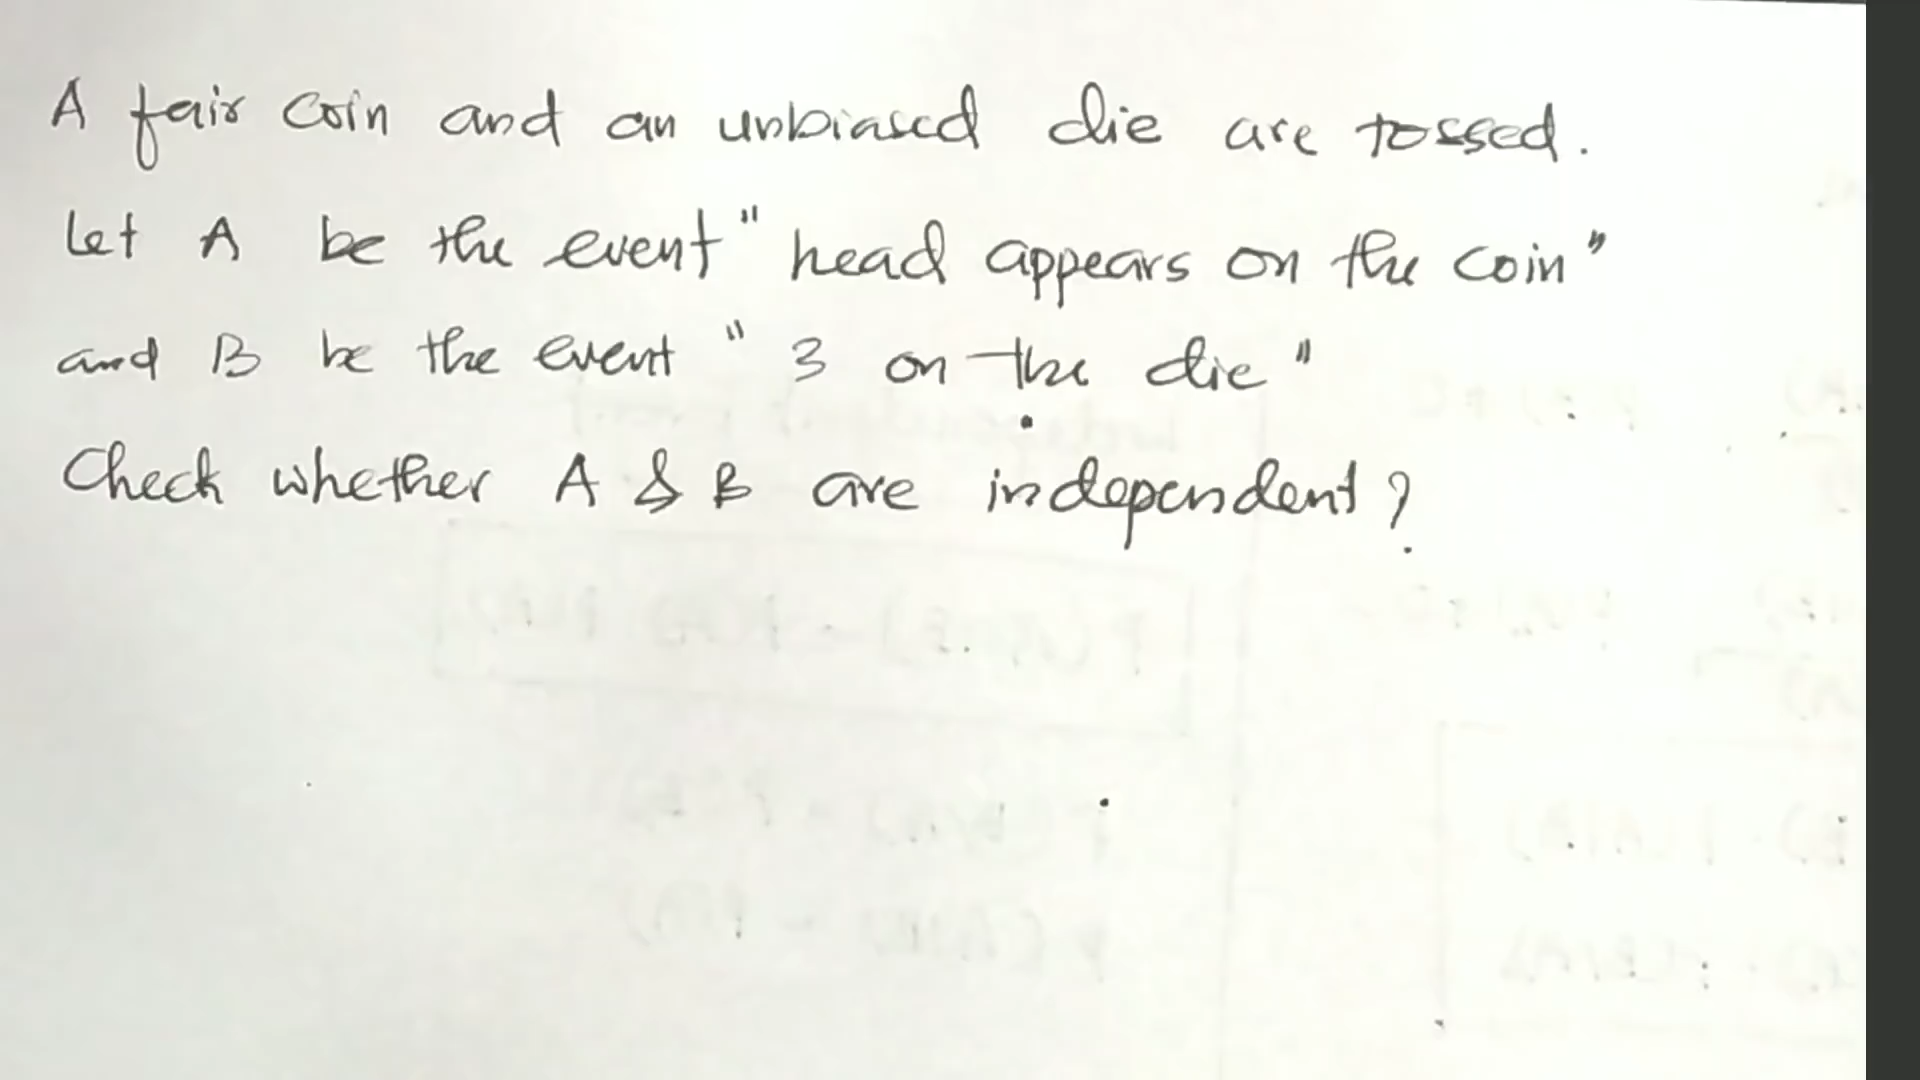 A fair coin and an unbiased die are tossed.
Let A be the event "head appears on the coin"
and B be the event "3 on the die"
Check whether A & B are independent?